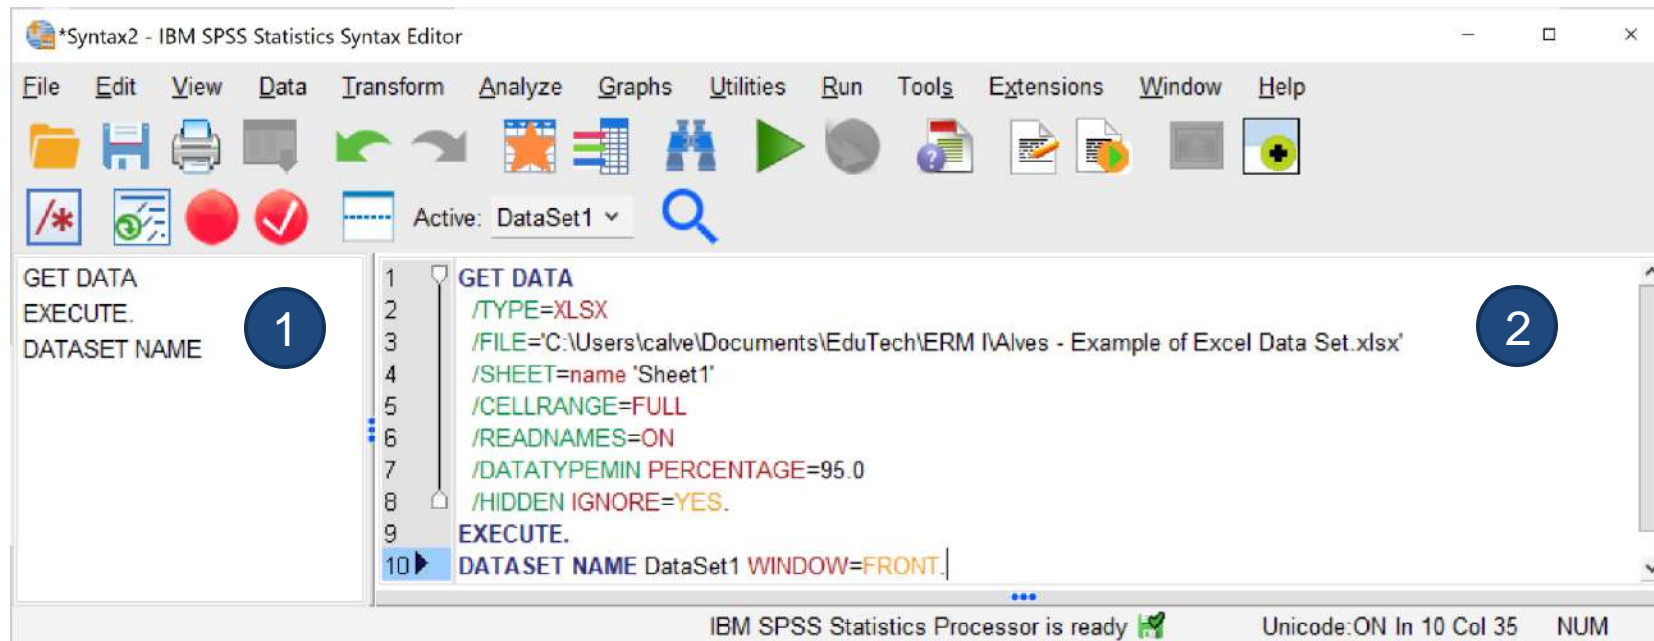 *Syntax2 - IBM SPSS Statistics Syntax Editor
File Edit View Data Transform Analyze Graphs Utilities Run Tools Extensions Window Help
/*
Active: DataSet1
GET DATA
EXECUTE.
DATASET NAME
1
1 GET DATA
2 /TYPE=XLSX
3 /FILE='C:\Users\calve\Documents\EduTech\ERM I\Alves - Example of Excel Data Set.xlsx'
4 /SHEET=name 'Sheet1'
5 /CELLRANGE=FULL
6 /READNAMES=ON
7 /DATATYPEMIN PERCENTAGE=95.0
8 /HIDDEN IGNORE=YES.
9 EXECUTE.
10 DATASET NAME DataSet1 WINDOW=FRONT.
2
IBM SPSS Statistics Processor is ready Unicode:ON In 10 Col 35 NUM